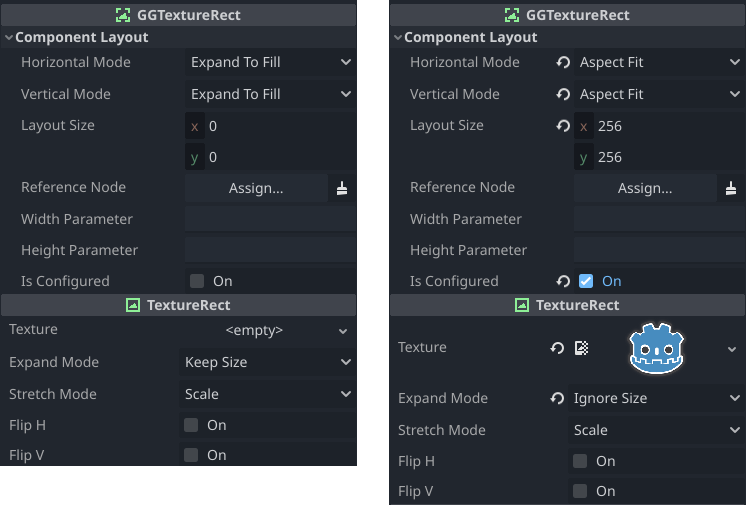 GGTextureRect
Component Layout
Horizontal Mode Expand To Fill
Vertical Mode Expand To Fill
Layout Size x 0
y 0
Reference Node Assign...
Width Parameter
Height Parameter
Is Configured On
TextureRect
Texture <empty>
Expand Mode Keep Size
Stretch Mode Scale
Flip H On
Flip V On
GGTextureRect
Component Layout
Horizontal Mode Aspect Fit
Vertical Mode Aspect Fit
Layout Size x 256
y 256
Reference Node Assign...
Width Parameter
Height Parameter
Is Configured On
TextureRect
Texture
Expand Mode Ignore Size
Stretch Mode Scale
Flip H On
Flip V On